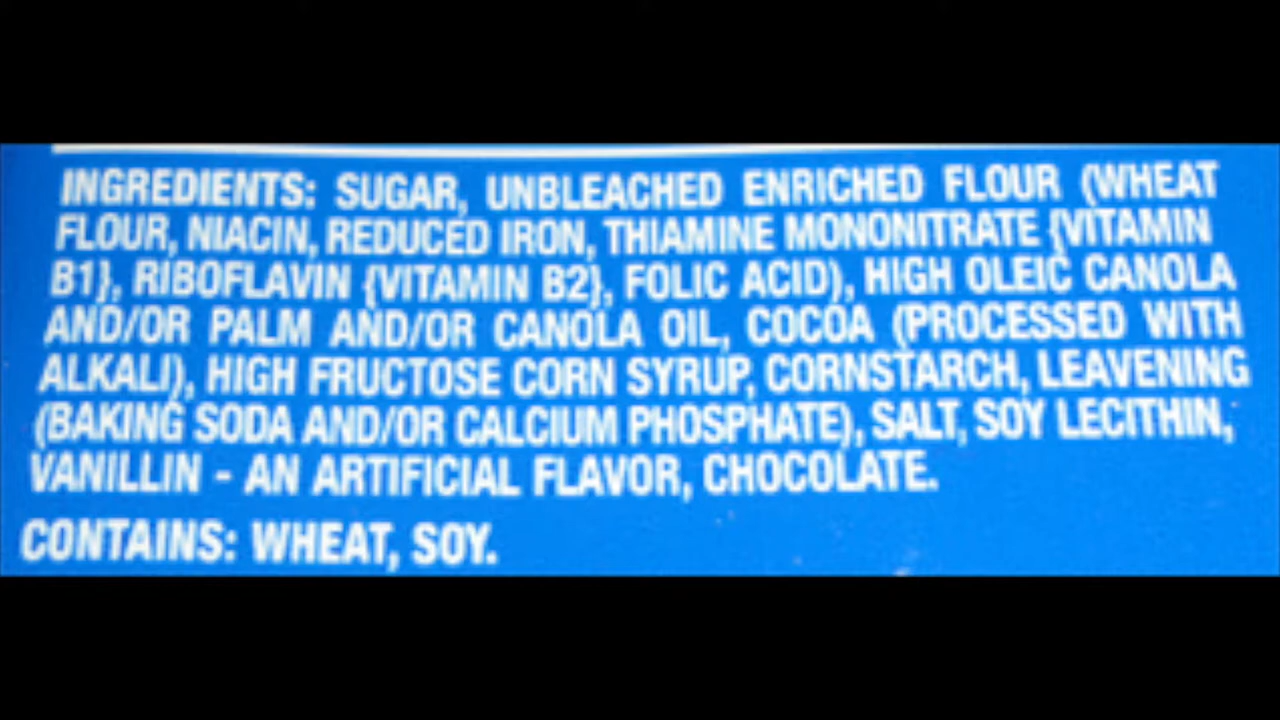 INGREDIENTS: SUGAR, UNBLEACHED ENRICHED FLOUR (WHEAT
FLOUR, NIACIN, REDUCED IRON, THIAMINE MONONITRATE {VITAMIN
B1}, RIBOFLAVIN {VITAMIN B2}, FOLIC ACID), HIGH OLEIC CANOLA
AND/OR PALM AND/OR CANOLA OIL, COCOA (PROCESSED WITH
ALKALI), HIGH FRUCTOSE CORN SYRUP, CORNSTARCH, LEAVENING
(BAKING SODA AND/OR CALCIUM PHOSPHATE), SALT, SOY LECITHIN,
VANILLIN - AN ARTIFICIAL FLAVOR, CHOCOLATE.
CONTAINS: WHEAT, SOY.